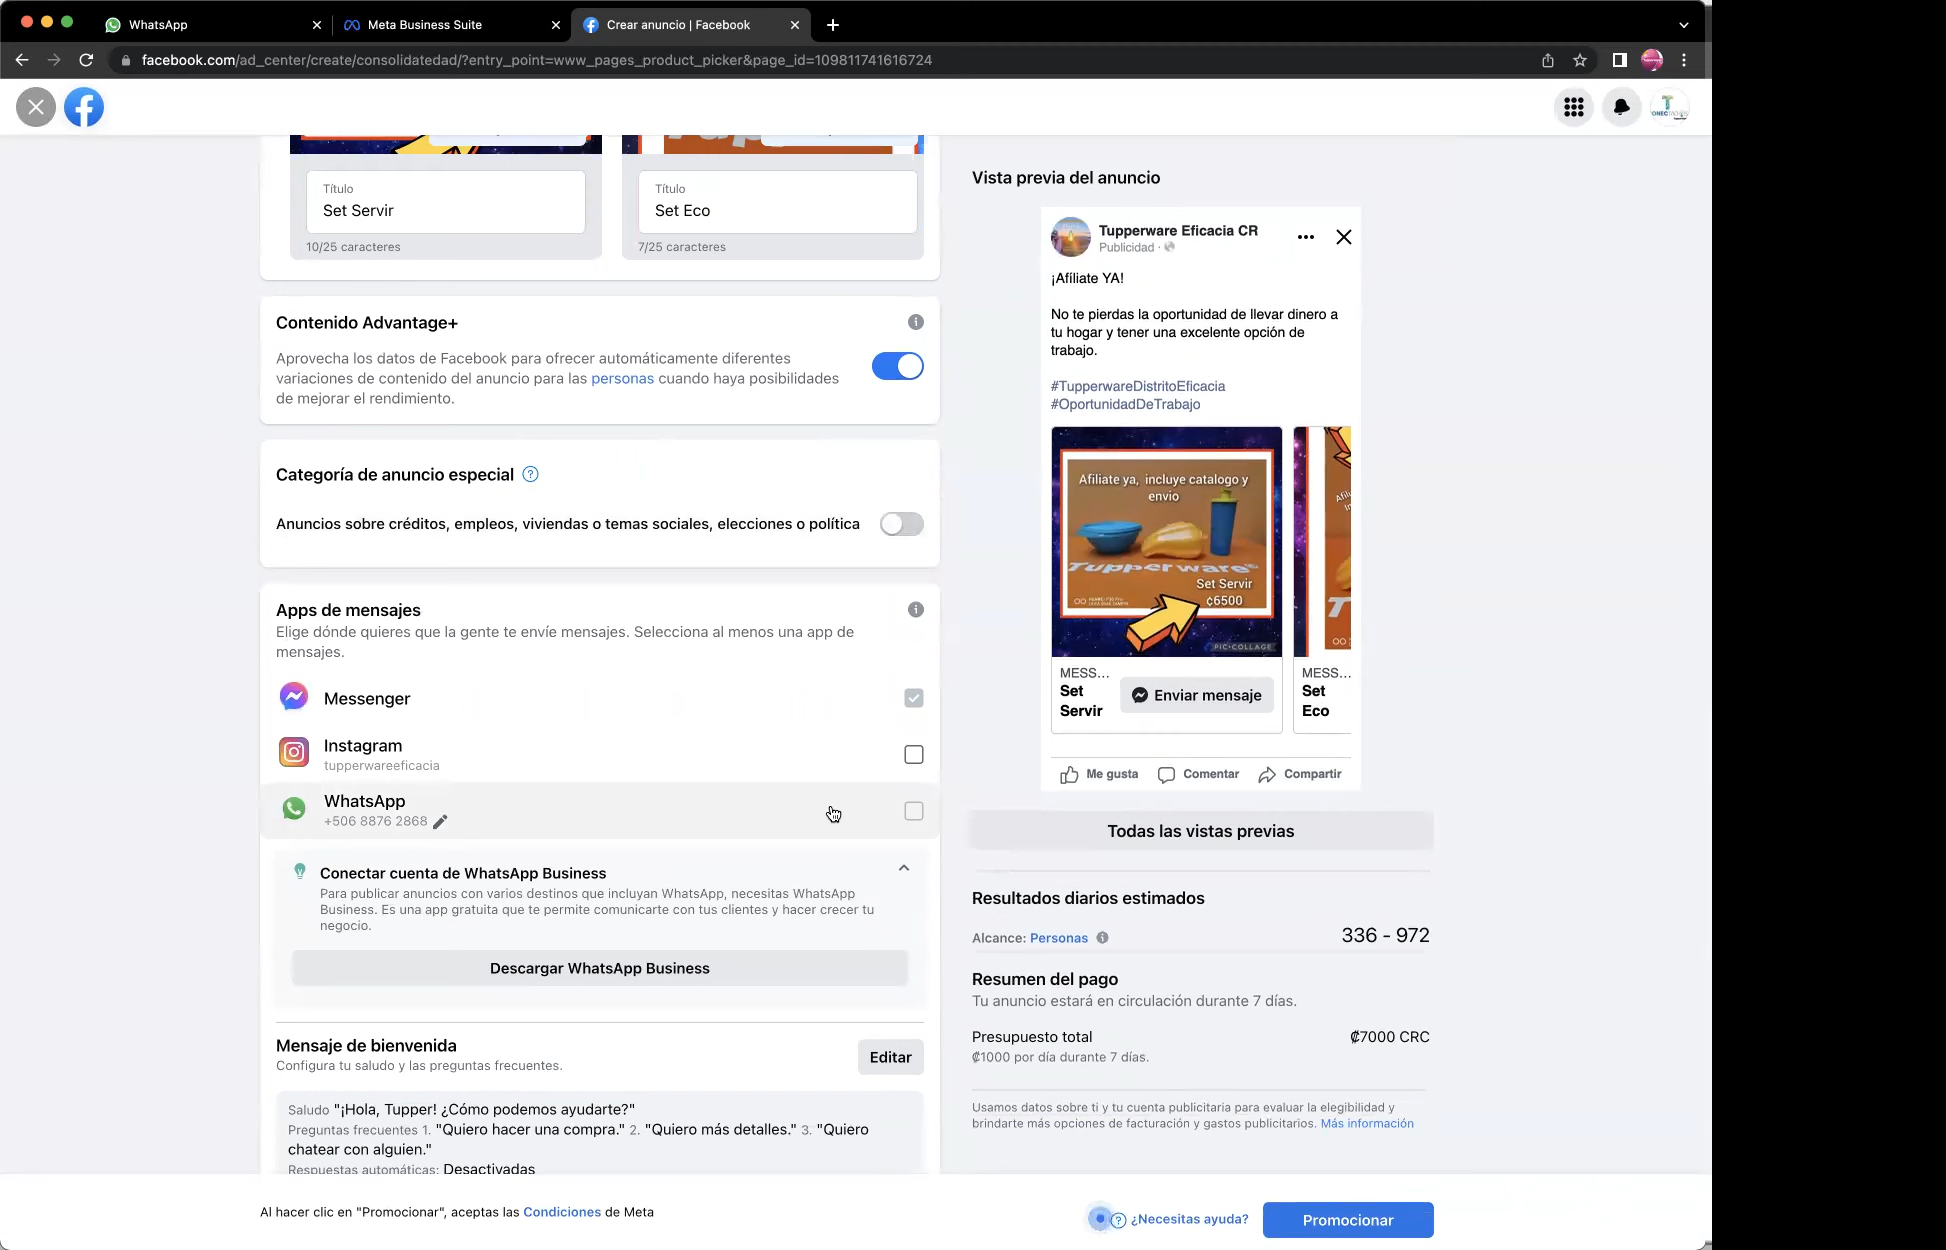 WhatsApp
Meta Business Suite
Crear anuncio | Facebook
facebook.com/ad_center/create/consolidatedad/?entry_point=www_pages_product_picker&page_id=109811741616724
Título
Set Servir
10/25 caracteres
Título
Set Eco
7/25 caracteres
Contenido Advantage+
Aprovecha los datos de Facebook para ofrecer automáticamente diferentes
variaciones de contenido del anuncio para las personas cuando haya posibilidades
de mejorar el rendimiento.
Categoría de anuncio especial
Anuncios sobre créditos, empleos, viviendas o temas sociales, elecciones o política
Apps de mensajes
Elige dónde quieres que la gente te envíe mensajes. Selecciona al menos una app de
mensajes.
Messenger
Instagram
tupperwareeficacia
WhatsApp
+506 8876 2868
Conectar cuenta de WhatsApp Business
Para publicar anuncios con varios destinos que incluyan WhatsApp, necesitas WhatsApp
Business. Es una app gratuita que te permite comunicarte con tus clientes y hacer crecer tu
negocio.
Descargar WhatsApp Business
Mensaje de bienvenida
Configura tu saludo y las preguntas frecuentes.
Editar
Saludo "¡Hola, Tupper! ¿Cómo podemos ayudarte?"
Preguntas frecuentes 1. "Quiero hacer una compra." 2. "Quiero más detalles." 3. "Quiero
chatear con alguien."
Respuestas automáticas: Desactivadas
Vista previa del anuncio
Tupperware Eficacia CR
Publicidad ·
¡Afíliate YA!
No te pierdas la oportunidad de llevar dinero a
tu hogar y tener una excelente opción de
trabajo.
#TupperwareDistritoEficacia
#OportunidadDeTrabajo
Afiliate ya, incluye catalogo y
envio
Tupperware
Set Servir
¢6500
PIC•COLLAGE
MESS...
Set
Servir
Enviar mensaje
MESS...
Set
Eco
Me gusta
Comentar
Compartir
Todas las vistas previas
Resultados diarios estimados
Alcance: Personas
336 - 972
Resumen del pago
Tu anuncio estará en circulación durante 7 días.
Presupuesto total
₡7000 CRC
₡1000 por día durante 7 días.
Usamos datos sobre ti y tu cuenta publicitaria para evaluar la elegibilidad y
brindarte más opciones de facturación y gastos publicitarios. Más información
Al hacer clic en "Promocionar", aceptas las Condiciones de Meta
¿Necesitas ayuda?
Promocionar